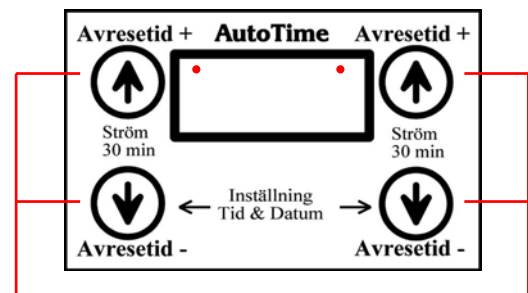 Avresetid + AutoTime Avresetid +
Ström
30 min
Ström
30 min
Inställning
Tid & Datum
Avresetid -
Avresetid -